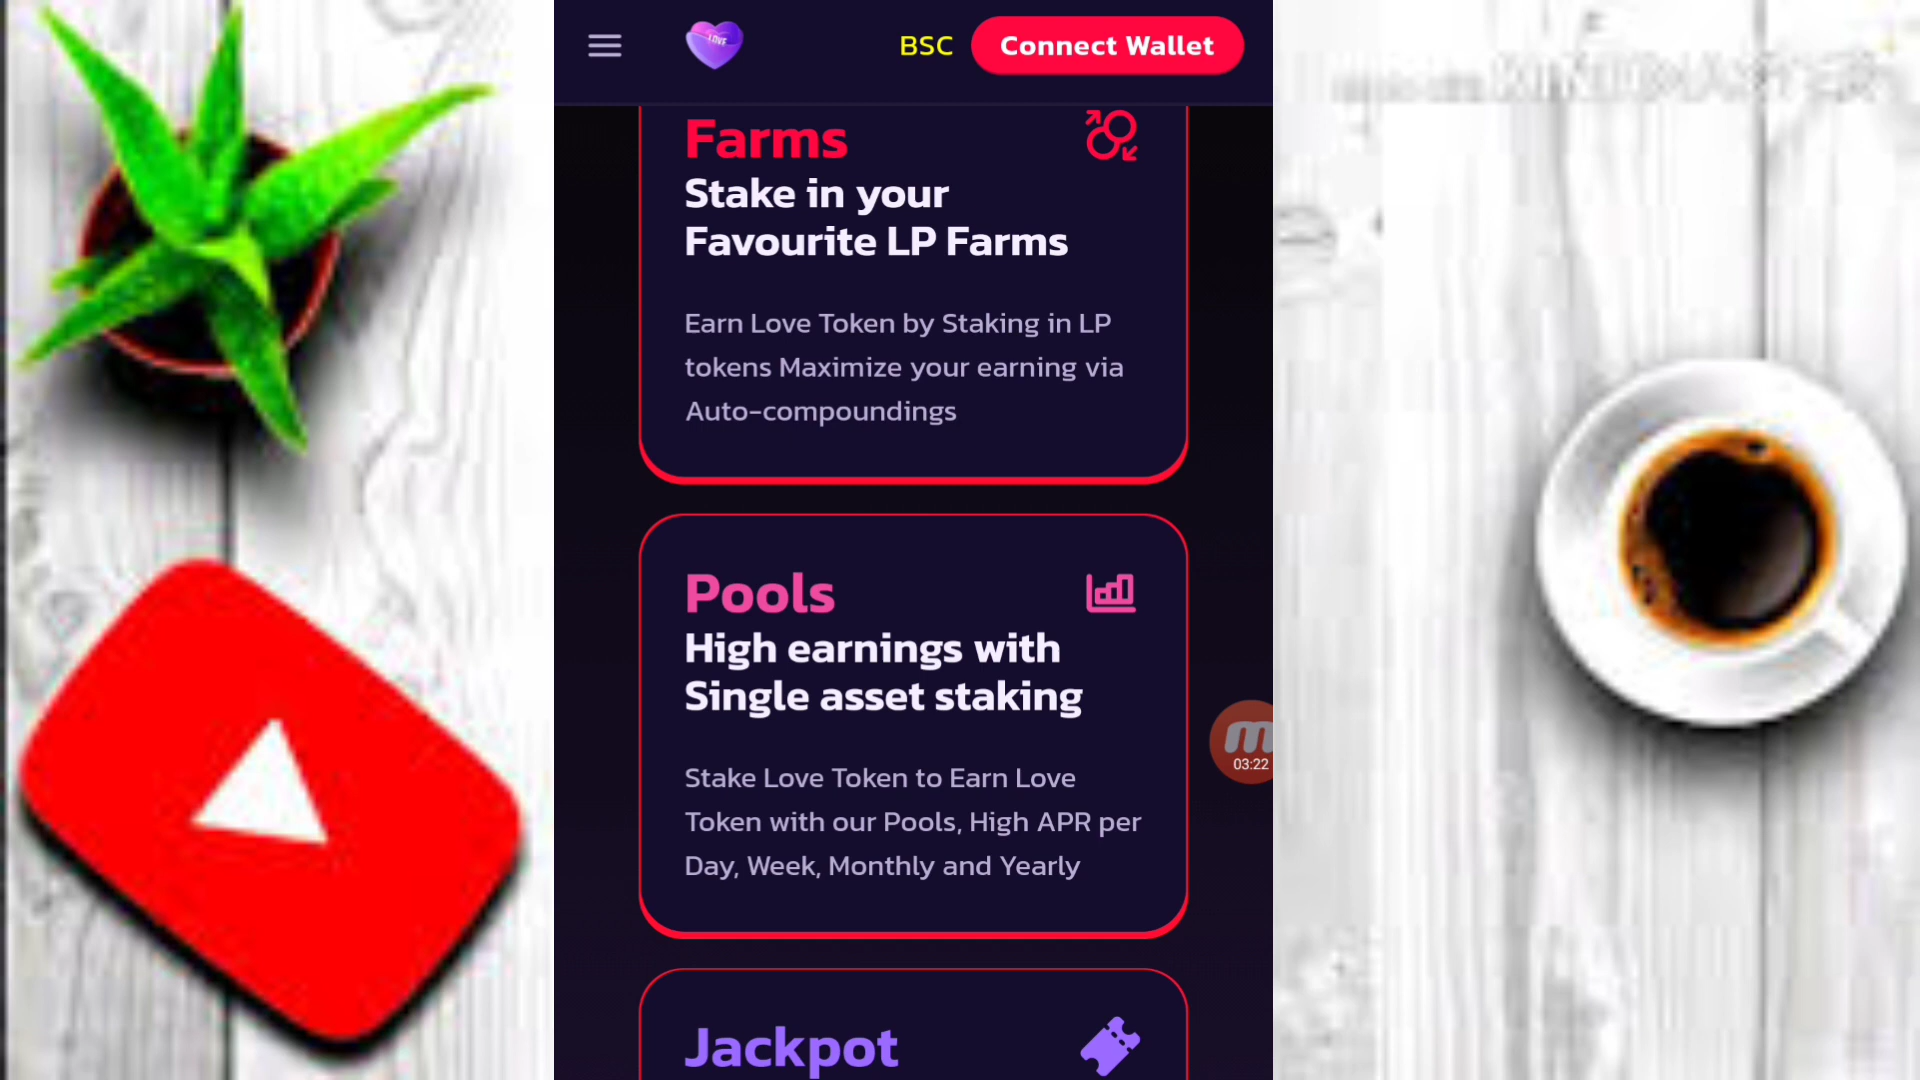 LOVE
BSC
Connect Wallet
Farms
Stake in your
Favourite LP Farms
Earn Love Token by Staking in LP
tokens Maximize your earning via
Auto-compoundings
Pools
High earnings with
Single asset staking
Stake Love Token to Earn Love
Token with our Pools, High APR per
Day, Week, Monthly and Yearly
03:22
Jackpot